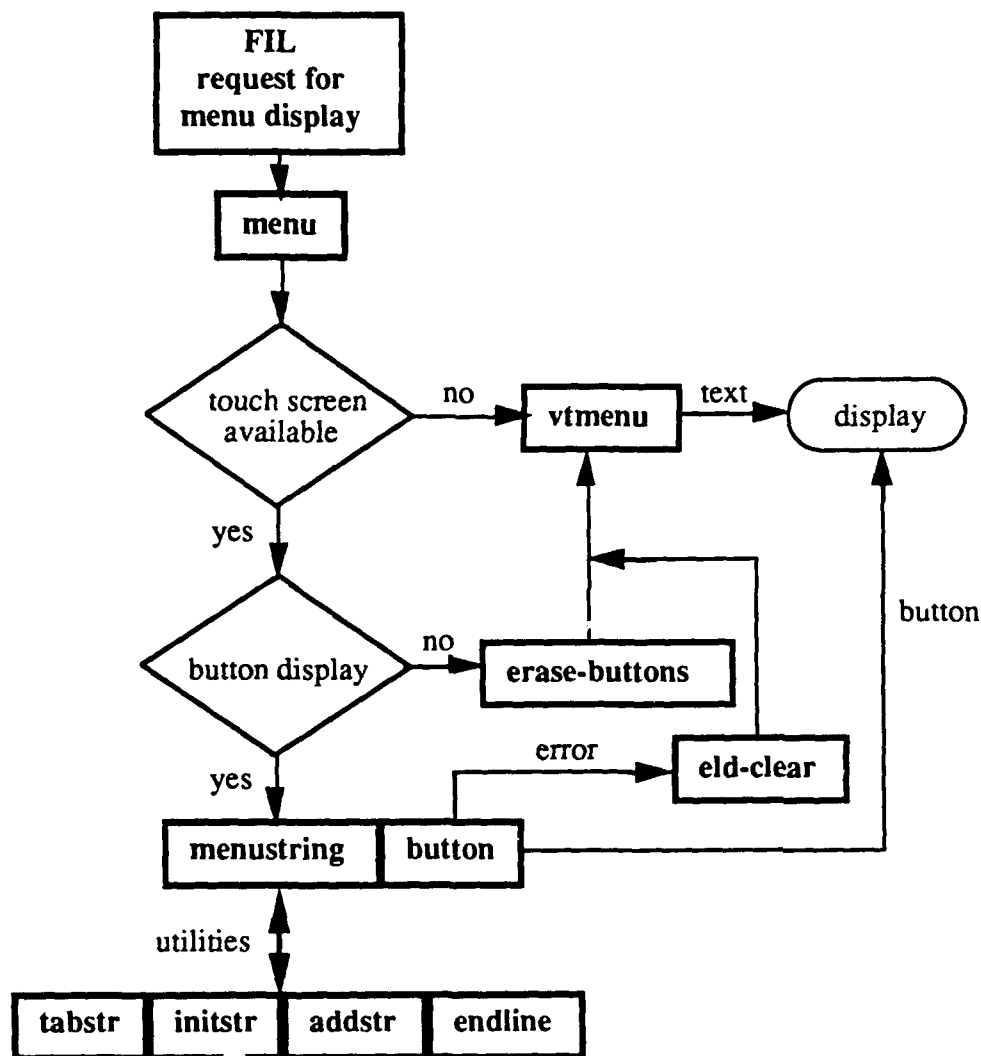 FIL
request for
menu display
menu
touch screen
available
no
vtmenu
text
display
yes
button display
no
erase-buttons
button
error
eld-clear
yes
menustring
button
utilities
tabstr
initstr
addstr
endline